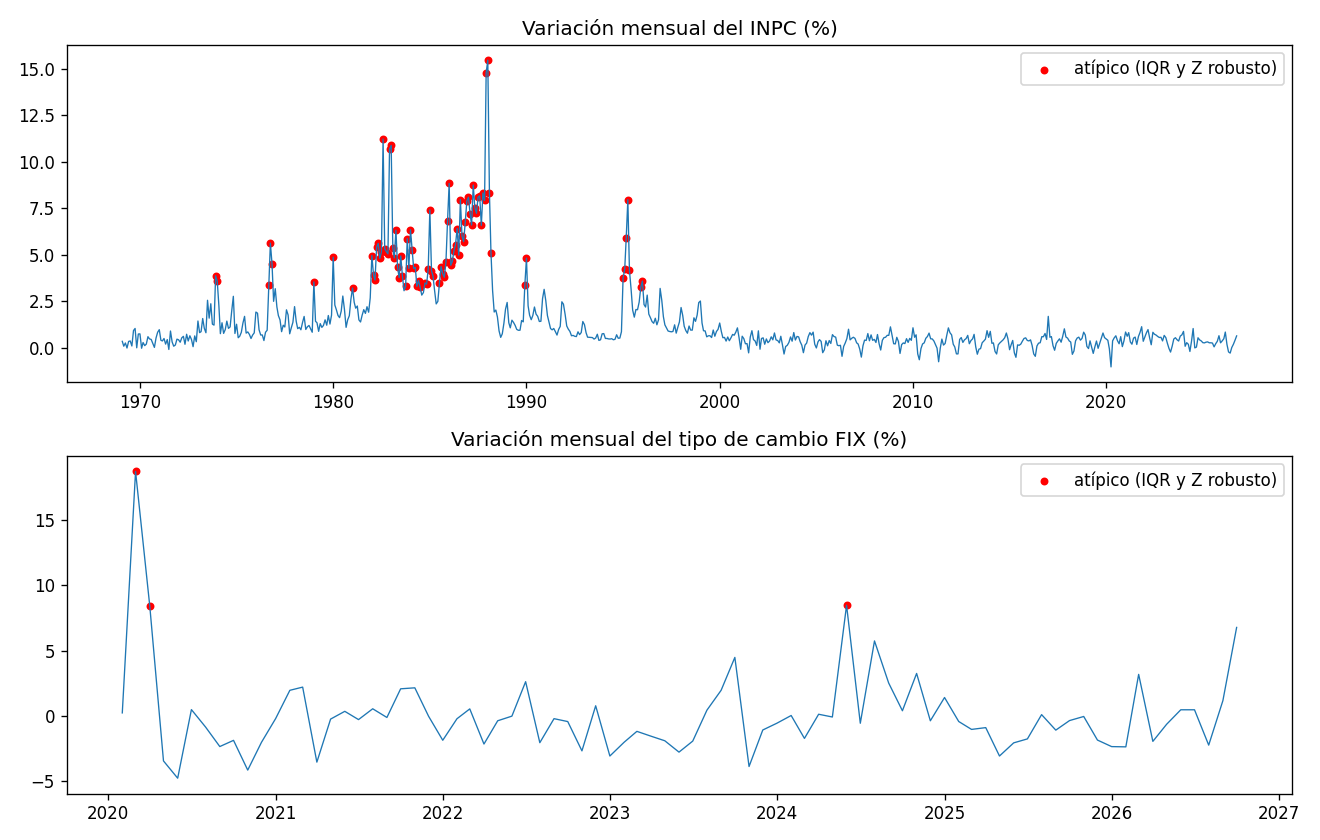 Variación mensual del INPC (%)
15.0
12.5
10.0
7.5
5.0
2.5
0.0
atípico (IQR y Z robusto)
1970 1980 1990 2000 2010 2020
Variación mensual del tipo de cambio FIX (%)
15
10
5
0
−5
atípico (IQR y Z robusto)
2020 2021 2022 2023 2024 2025 2026 2027